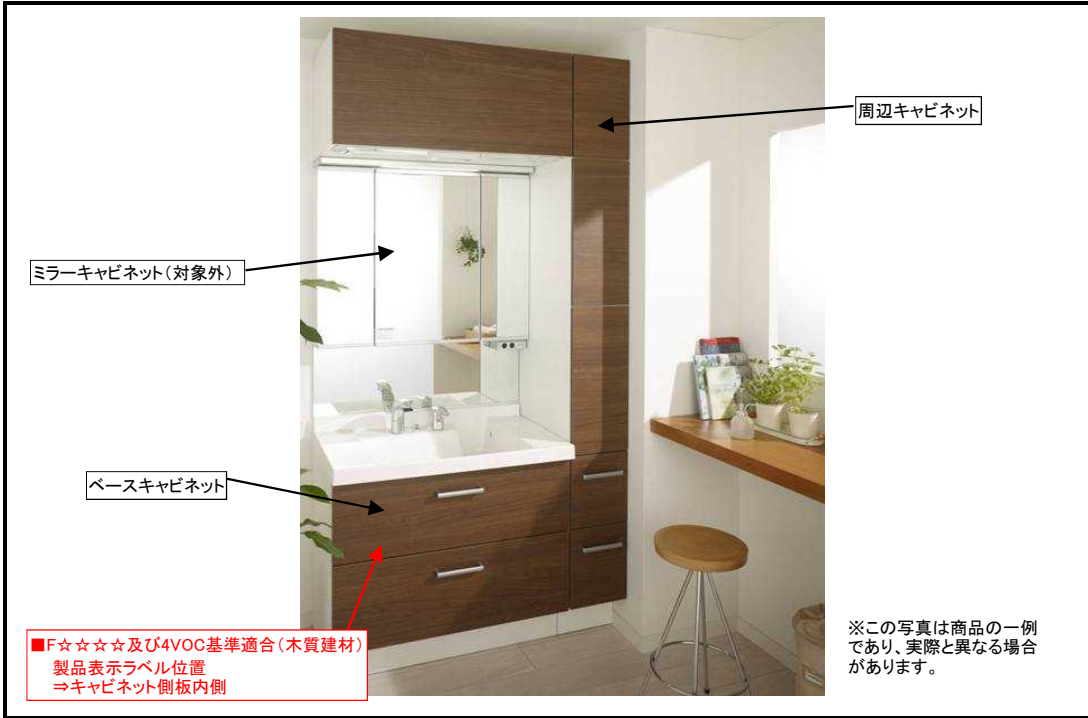 周辺キャビネット
ミラーキャビネット(対象外)
ベースキャビネット
■F☆☆☆☆及び4VOC基準適合(木質建材)
製品表示ラベル位置
⇒キャビネット側板内側
※この写真は商品の一例
であり、実際と異なる場合
があります。